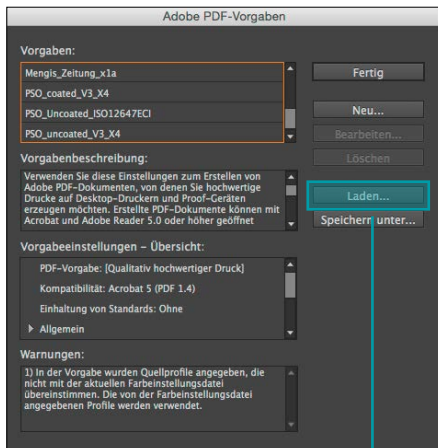 Adobe PDF-Vorgaben
Vorgaben:
Mengis_Zeitung_x1a
PSO_coated_V3_X4
PSO_Uncoated_ISO12647ECI
PSO_uncoated_V3_X4
Fertig
Neu...
Bearbeiten...
Löschen
Laden...
Speichern unter...
Vorgabenbeschreibung:
Verwenden Sie diese Einstellungen zum Erstellen von
Adobe PDF-Dokumenten, von denen Sie hochwertige
Drucke auf Desktop-Druckern und Proof-Geräten
erzeugen möchten. Erstellte PDF-Dokumente können mit
Acrobat und Adobe Reader 5.0 oder höher geöffnet
Vorgabeeinstellungen – Übersicht:
PDF-Vorgabe: [Qualitativ hochwertiger Druck]
Kompatibilität: Acrobat 5 (PDF 1.4)
Einhaltung von Standards: Ohne
Allgemein
Warnungen:
1) In der Vorgabe wurden Quellprofile angegeben, die
nicht mit der aktuellen Farbeinstellungsdatei
übereinstimmen. Die von der Farbeinstellungsdatei
angegebenen Profile werden verwendet.